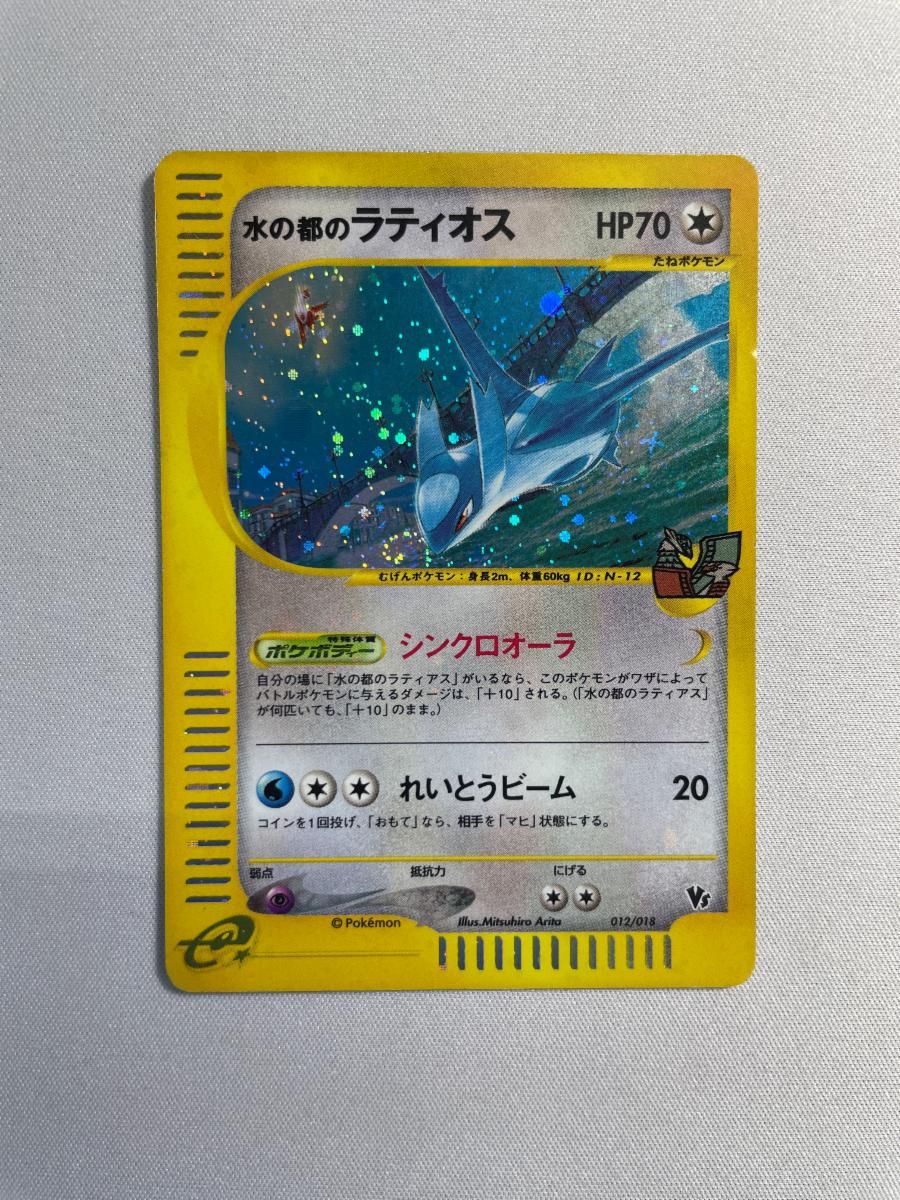 水の都のラティオス HP70
たねポケモン
むげんポケモン：身長2m、体重60kg ID：N-12
特殊体質
ポケボディー シンクロオーラ
自分の場に「水の都のラティアス」がいるなら、このポケモンがワザによって
バトルポケモンに与えるダメージは、「＋10」される。（「水の都のラティアス」
が何匹いても、「＋10」のまま。）
れいとうビーム 20
コインを1回投げ、「おもて」なら、相手を「マヒ」状態にする。
弱点 抵抗力 にげる
VS
© Pokémon Illus.Mitsuhiro Arita 012/018
e